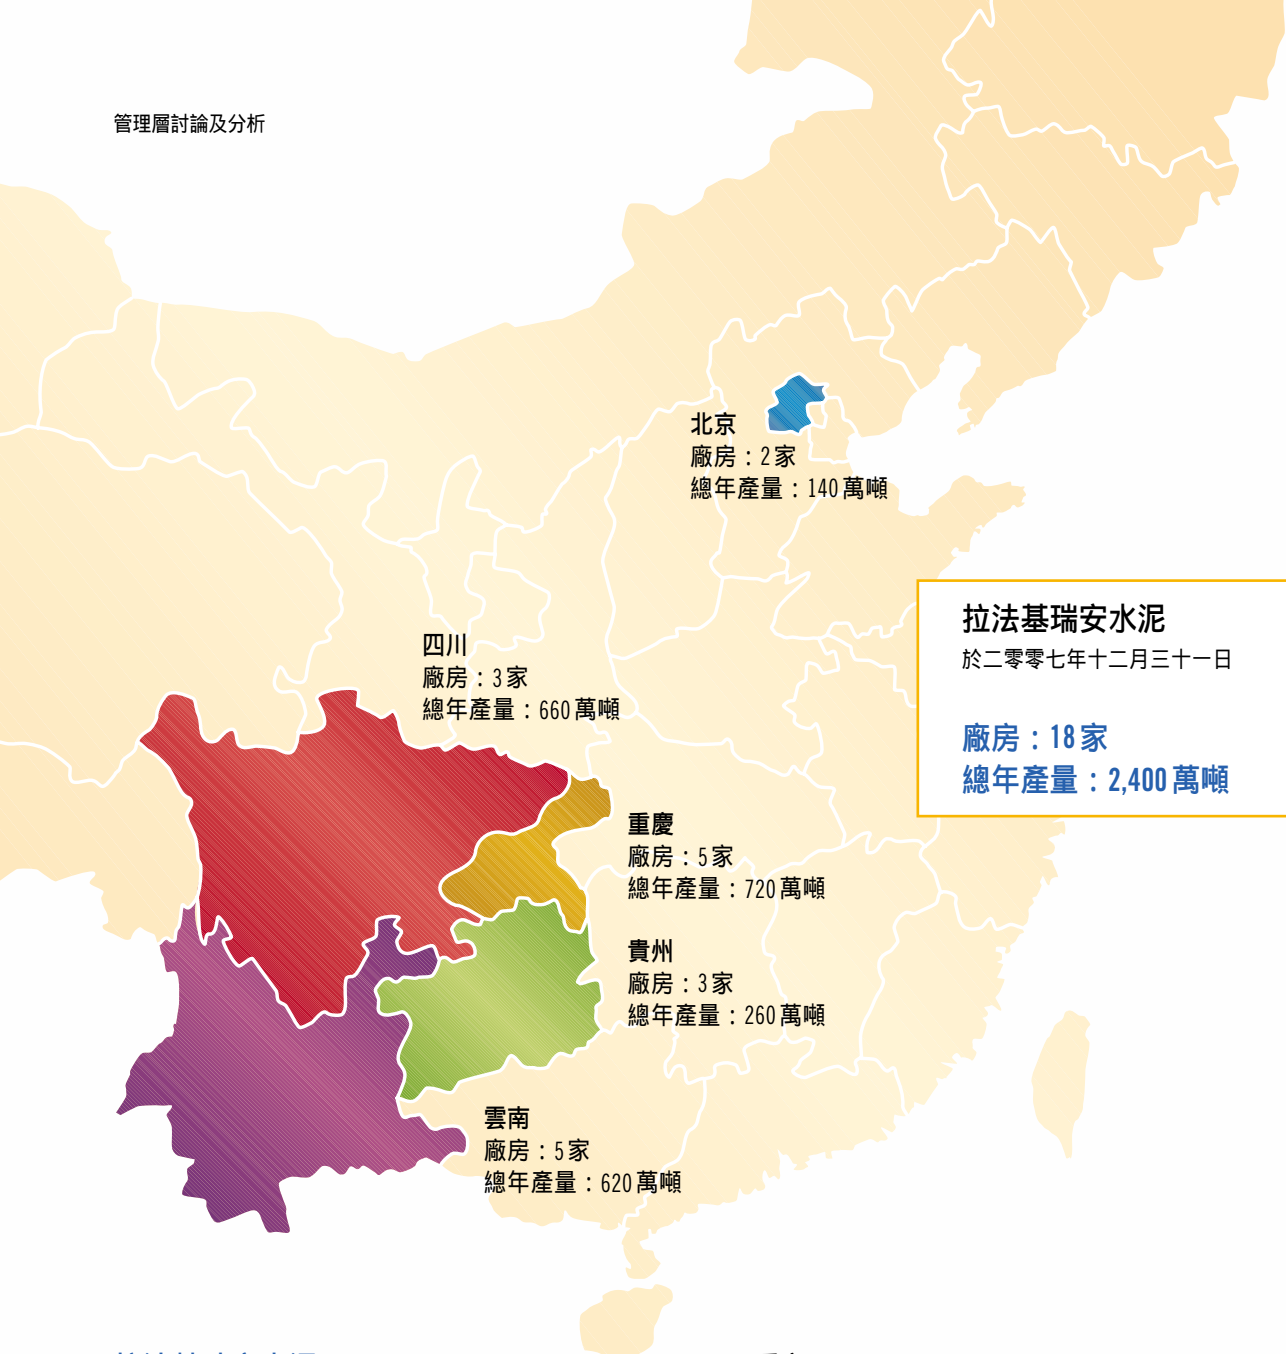 管理層討論及分析
北京
廠房：2家
總年產量：140萬噸
拉法基瑞安水泥
於二零零七年十二月三十一日
廠房：18家
總年產量：2,400萬噸
四川
廠房：3家
總年產量：660萬噸
重慶
廠房：5家
總年產量：720萬噸
貴州
廠房：3家
總年產量：260萬噸
雲南
廠房：5家
總年產量：620萬噸